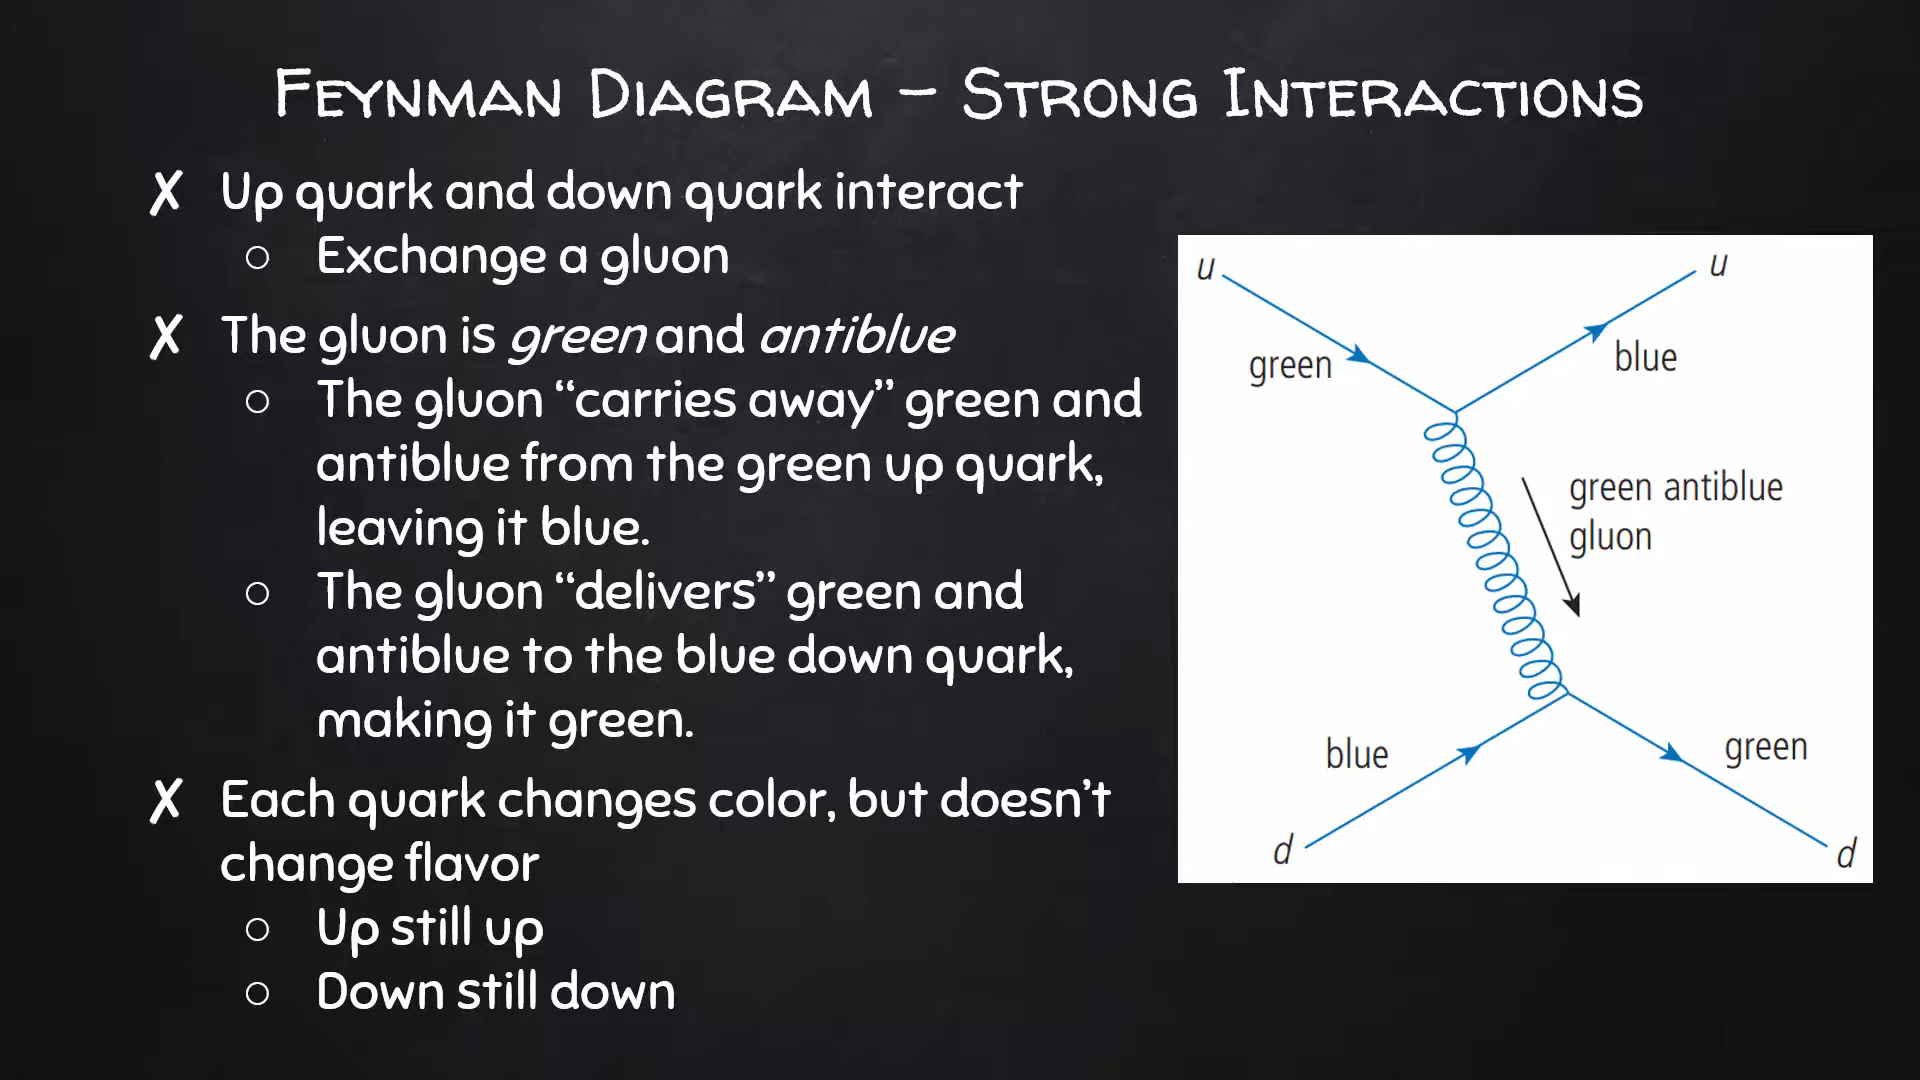 Feynman Diagram – Strong Interactions
✗ Up quark and down quark interact
○ Exchange a gluon
✗ The gluon is green and antiblue
○ The gluon “carries away” green and
antiblue from the green up quark,
leaving it blue.
○ The gluon “delivers” green and
antiblue to the blue down quark,
making it green.
✗ Each quark changes color, but doesn’t
change flavor
○ Up still up
○ Down still down
u
u
green
blue
green antiblue
gluon
blue
green
d
d